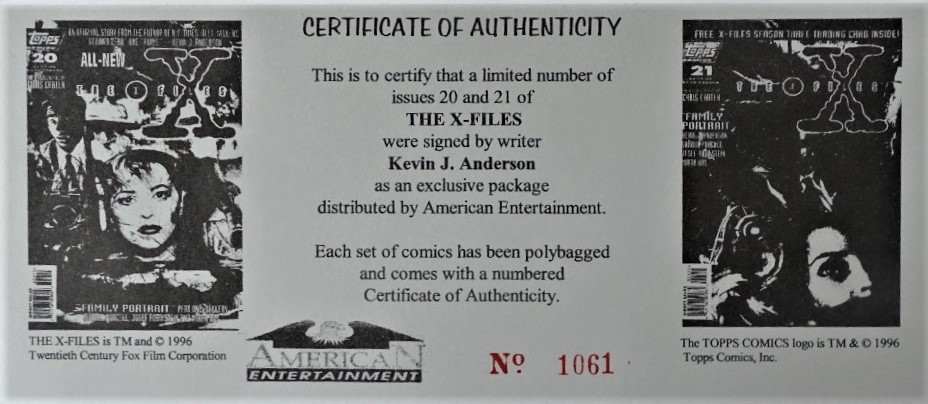 CERTIFICATE OF AUTHENTICITY
This is to certify that a limited number of
issues 20 and 21 of
THE X-FILES
were signed by writer
Kevin J. Anderson
as an exclusive package
distributed by American Entertainment.
Each set of comics has been polybagged
and comes with a numbered
Certificate of Authenticity.
AMERICAN
ENTERTAINMENT
Nº 1061
Topps
20
ALL-NEW
THE X FILES
FAMILY PORTRAIT
THE X-FILES is TM and © 1996
Twentieth Century Fox Film Corporation
FREE X-FILES SEASON THREE TRADING CARD INSIDE!
Topps
21
THE X FILES
CHRIS CARTER
FAMILY
PORTRAIT
The TOPPS COMICS logo is TM & © 1996
Topps Comics, Inc.